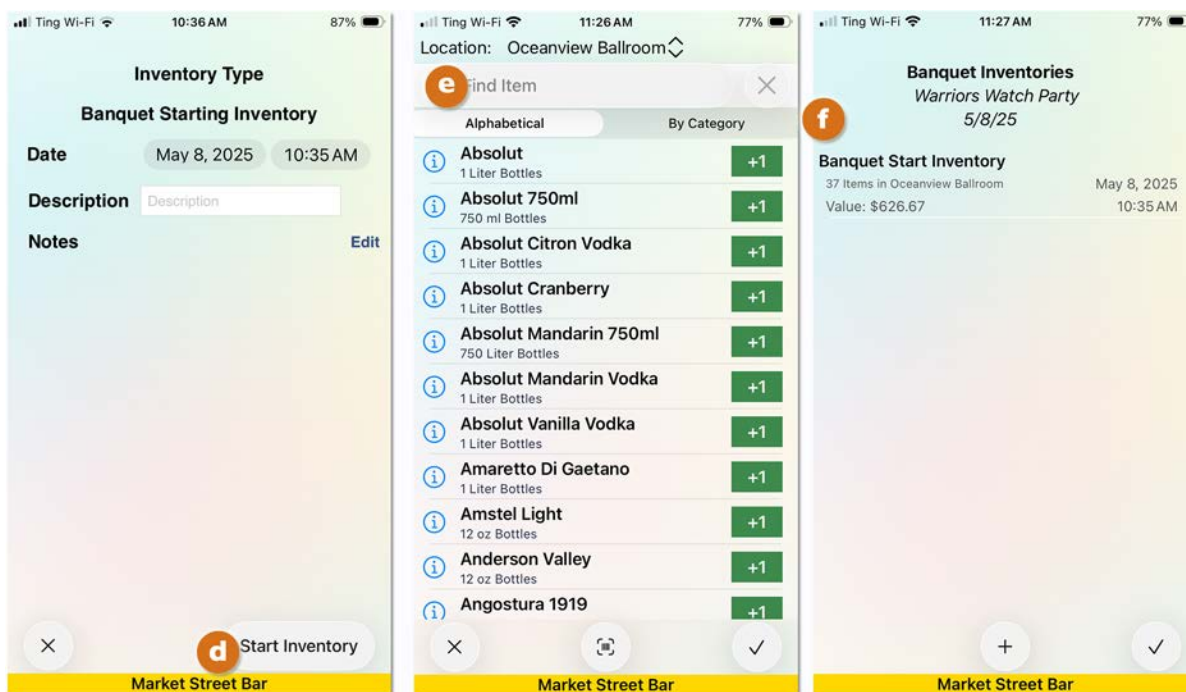 Ting Wi-Fi 10:36 AM 87%
Inventory Type
Banquet Starting Inventory
Date May 8, 2025 10:35 AM
Description Description
Notes Edit
d Start Inventory
Market Street Bar
Ting Wi-Fi 11:26 AM 77%
Location: Oceanview Ballroom
e Find Item
Alphabetical By Category
Absolut +1
1 Liter Bottles
Absolut 750ml +1
750 ml Bottles
Absolut Citron Vodka +1
1 Liter Bottles
Absolut Cranberry +1
1 Liter Bottles
Absolut Mandarin 750ml +1
750 Liter Bottles
Absolut Mandarin Vodka +1
1 Liter Bottles
Absolut Vanilla Vodka +1
1 Liter Bottles
Amaretto Di Gaetano +1
1 Liter Bottles
Amstel Light +1
12 oz Bottles
Anderson Valley +1
12 oz Bottles
Angostura 1919 +1
Market Street Bar
Ting Wi-Fi 11:27 AM 77%
Banquet Inventories
Warriors Watch Party
5/8/25
f
Banquet Start Inventory
37 Items in Oceanview Ballroom May 8, 2025
Value: $626.67 10:35 AM
Market Street Bar